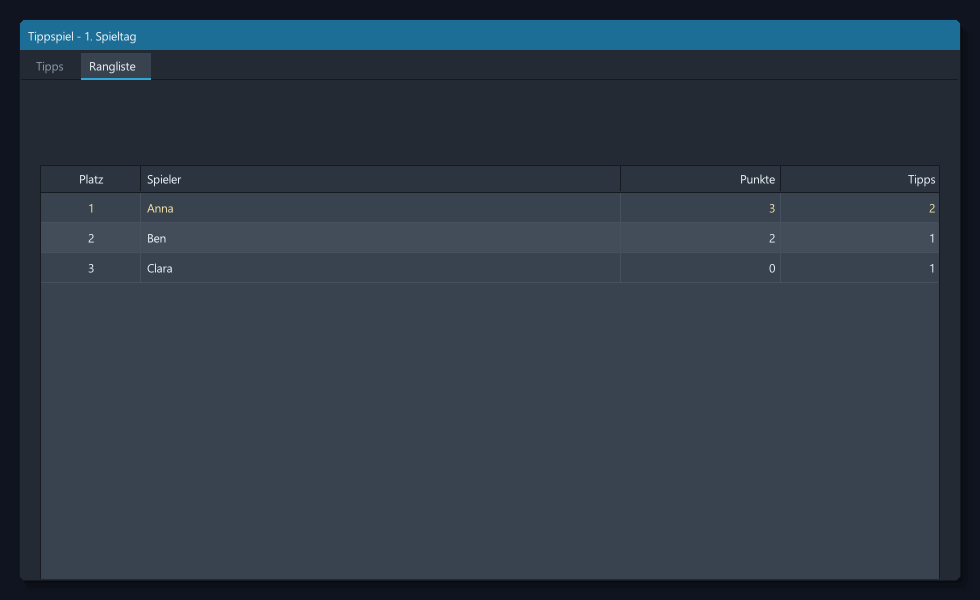 Tippspiel - 1. Spieltag
Tipps Rangliste
Platz Spieler Punkte Tipps
1 Anna 3 2
2 Ben 2 1
3 Clara 0 1